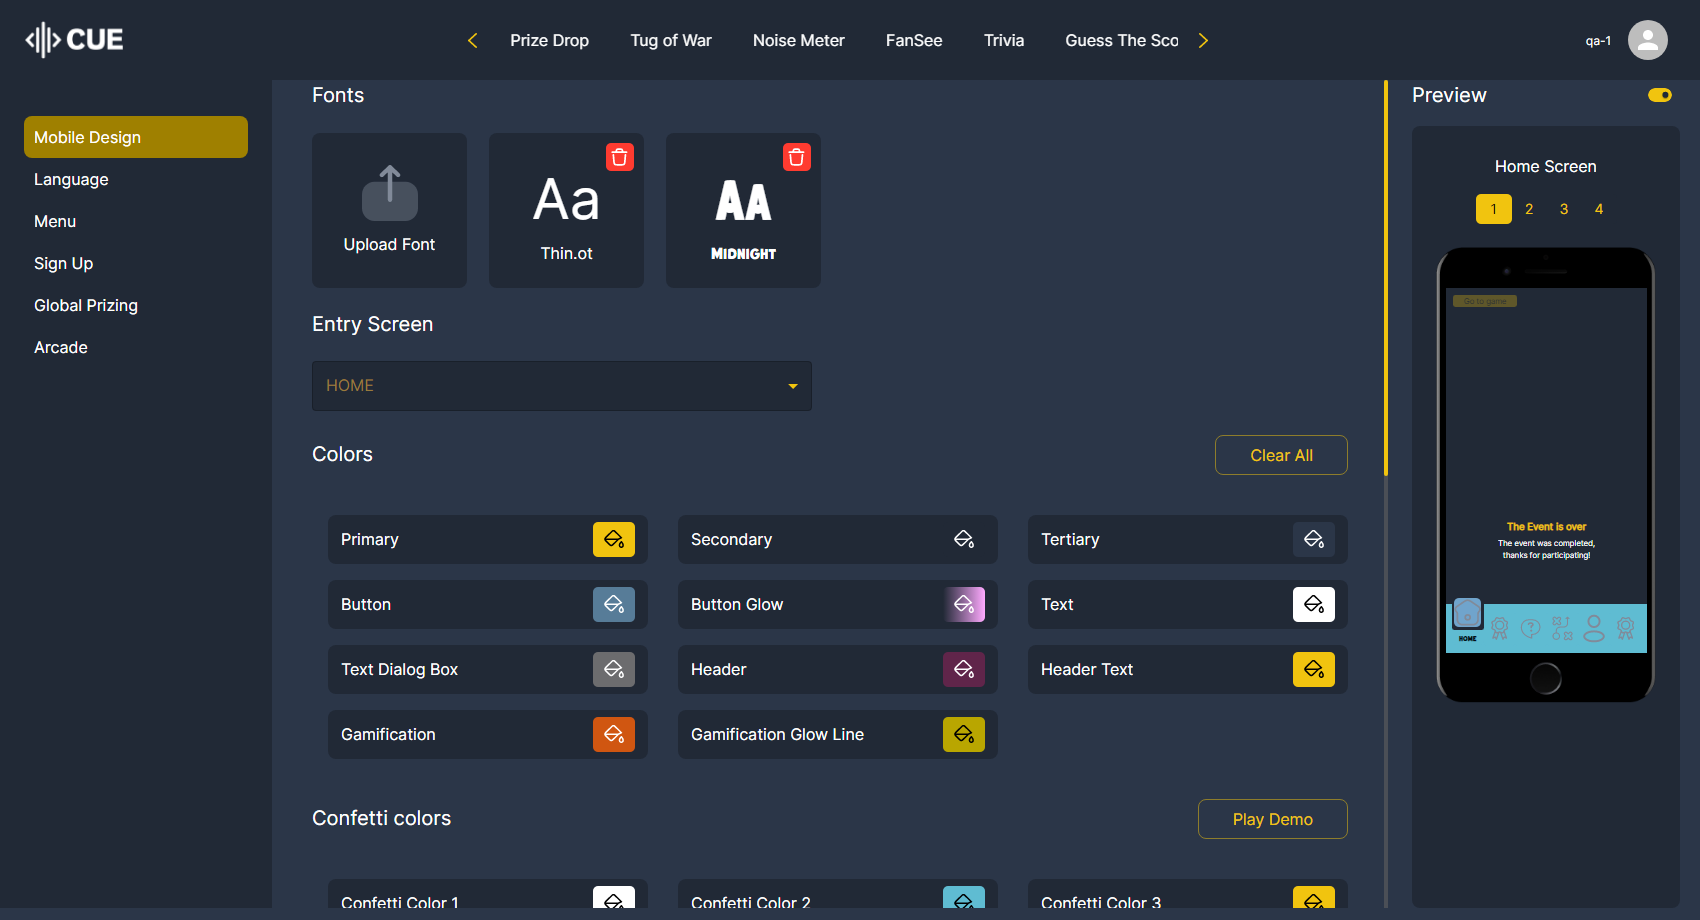 CUE
Prize Drop
Tug of War
Noise Meter
FanSee
Trivia
Guess The Sco
qa-1
Mobile Design
Language
Menu
Sign Up
Global Prizing
Arcade
Fonts
Upload Font
Aa
Thin.ot
AA
MIDNIGHT
Entry Screen
HOME
Colors
Clear All
Primary
Secondary
Tertiary
Button
Button Glow
Text
Text Dialog Box
Header
Header Text
Gamification
Gamification Glow Line
Confetti colors
Play Demo
Confetti Color 1
Confetti Color 2
Confetti Color 3
Preview
Home Screen
1 2 3 4
Go to game
The Event is over
The event was completed,
thanks for participating!
HOME